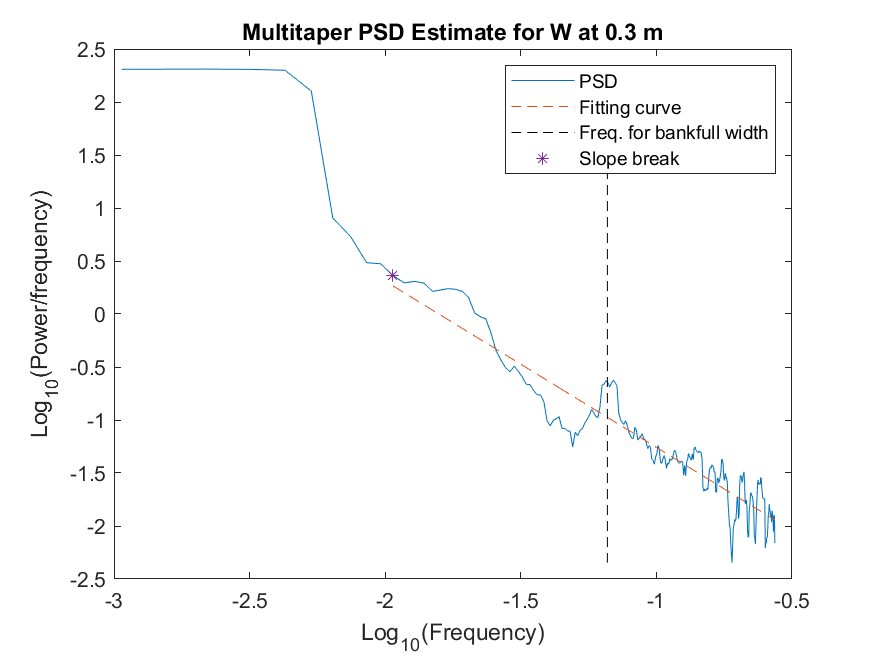 Multitaper PSD Estimate for W at 0.3 m
PSD
Fitting curve
Freq. for bankfull width
Slope break
2.5
2
1.5
1
0.5
0
-0.5
-1
-1.5
-2
-2.5
Log10(Power/frequency)
-3
-2.5
-2
-1.5
-1
-0.5
Log10(Frequency)